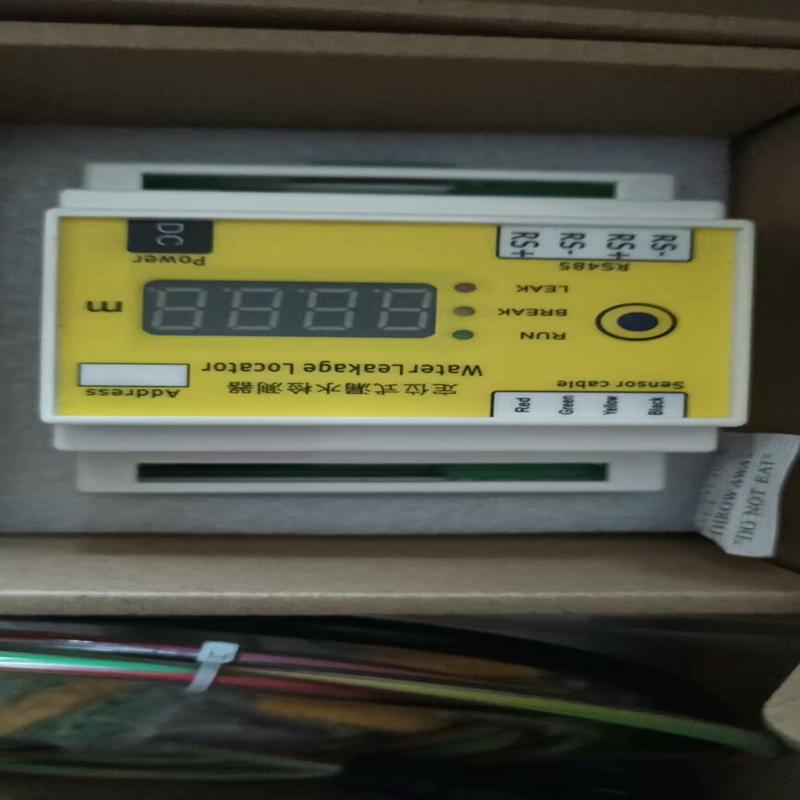 Black
Yellow
Green
Red
Sensor cable
定位式漏水检测器
Water Leakage Locator
Address
RUN
BREAK
LEAK
m
RS485
RS-
RS+
RS-
RS+
Power
DC
THROW AWAY
"DO NOT EAT"